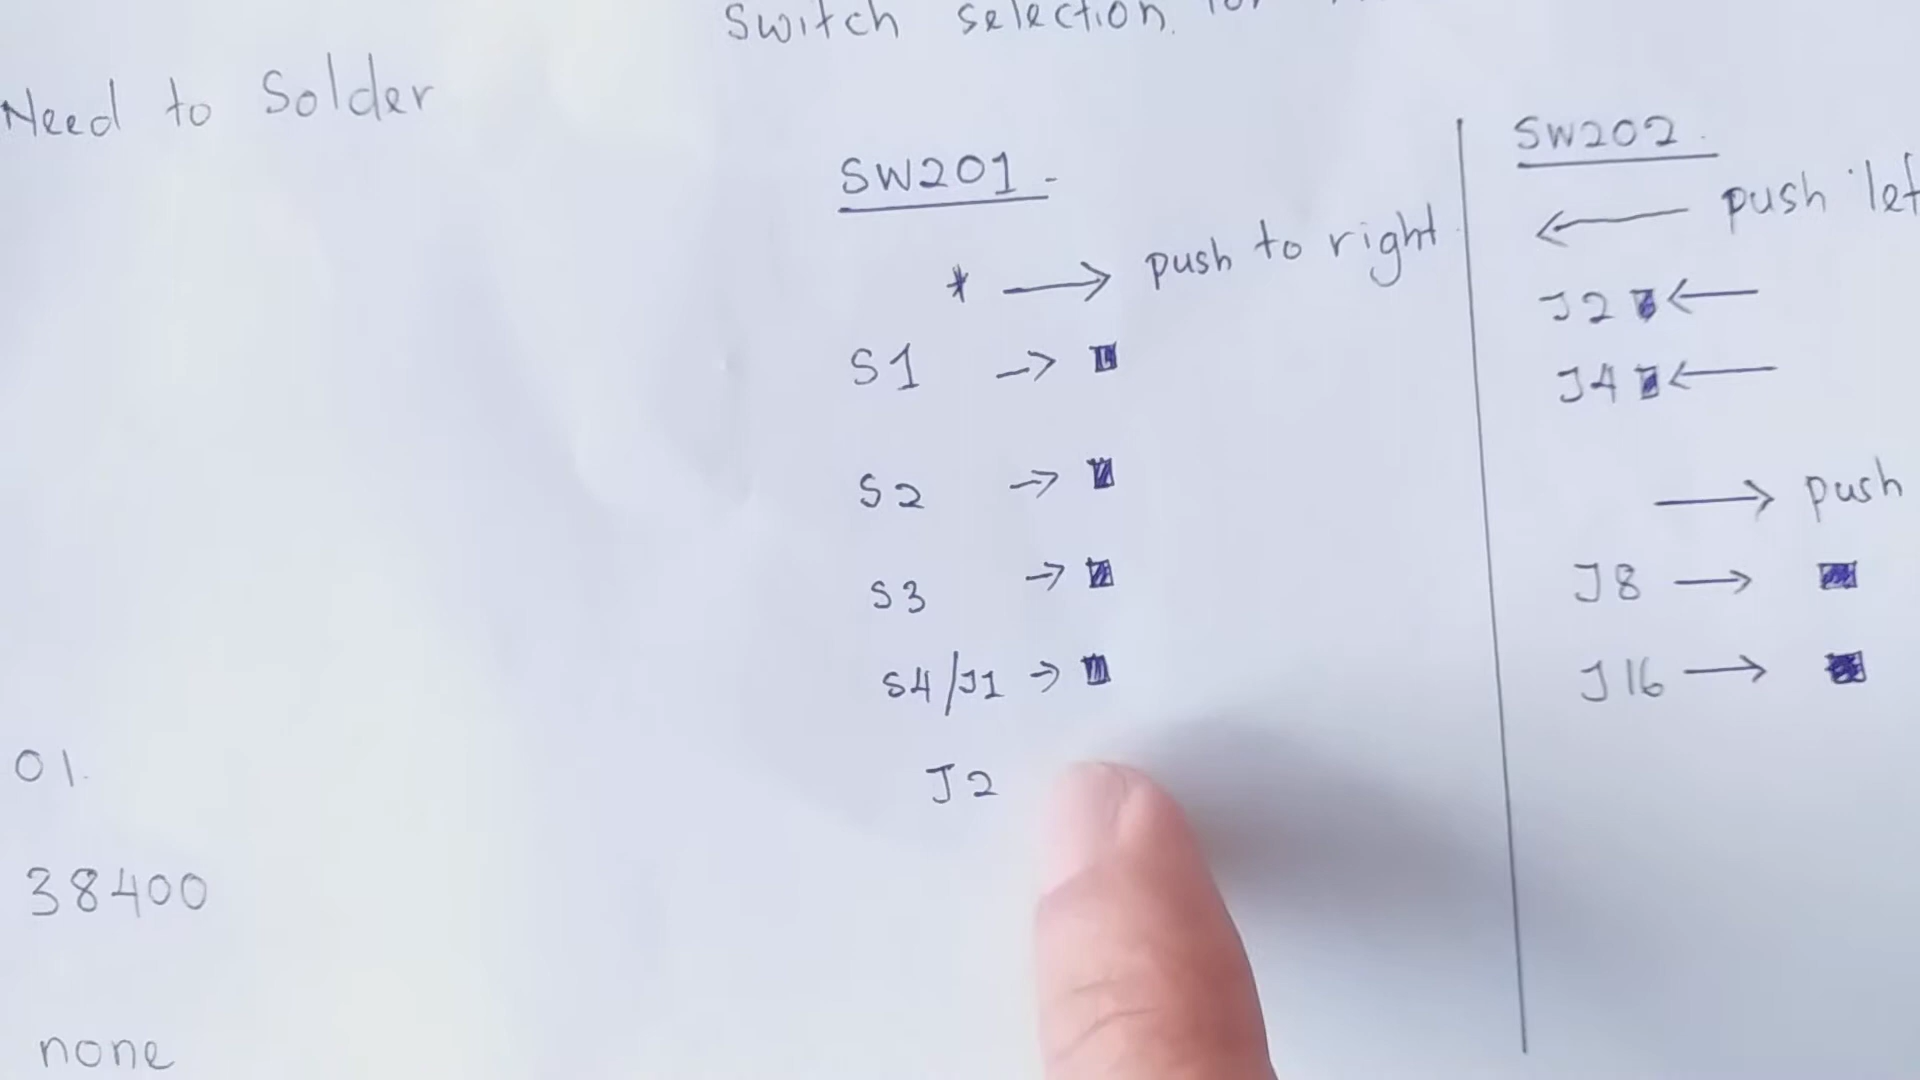 Switch selection for
Need to Solder
01.
38400
none
SW201 -
* → push to right
S1 →
S2 →
S3 →
S4/J1 →
J2
SW202 -
← push
J2 ←
J4 ←
→ push
J8 →
J16 →